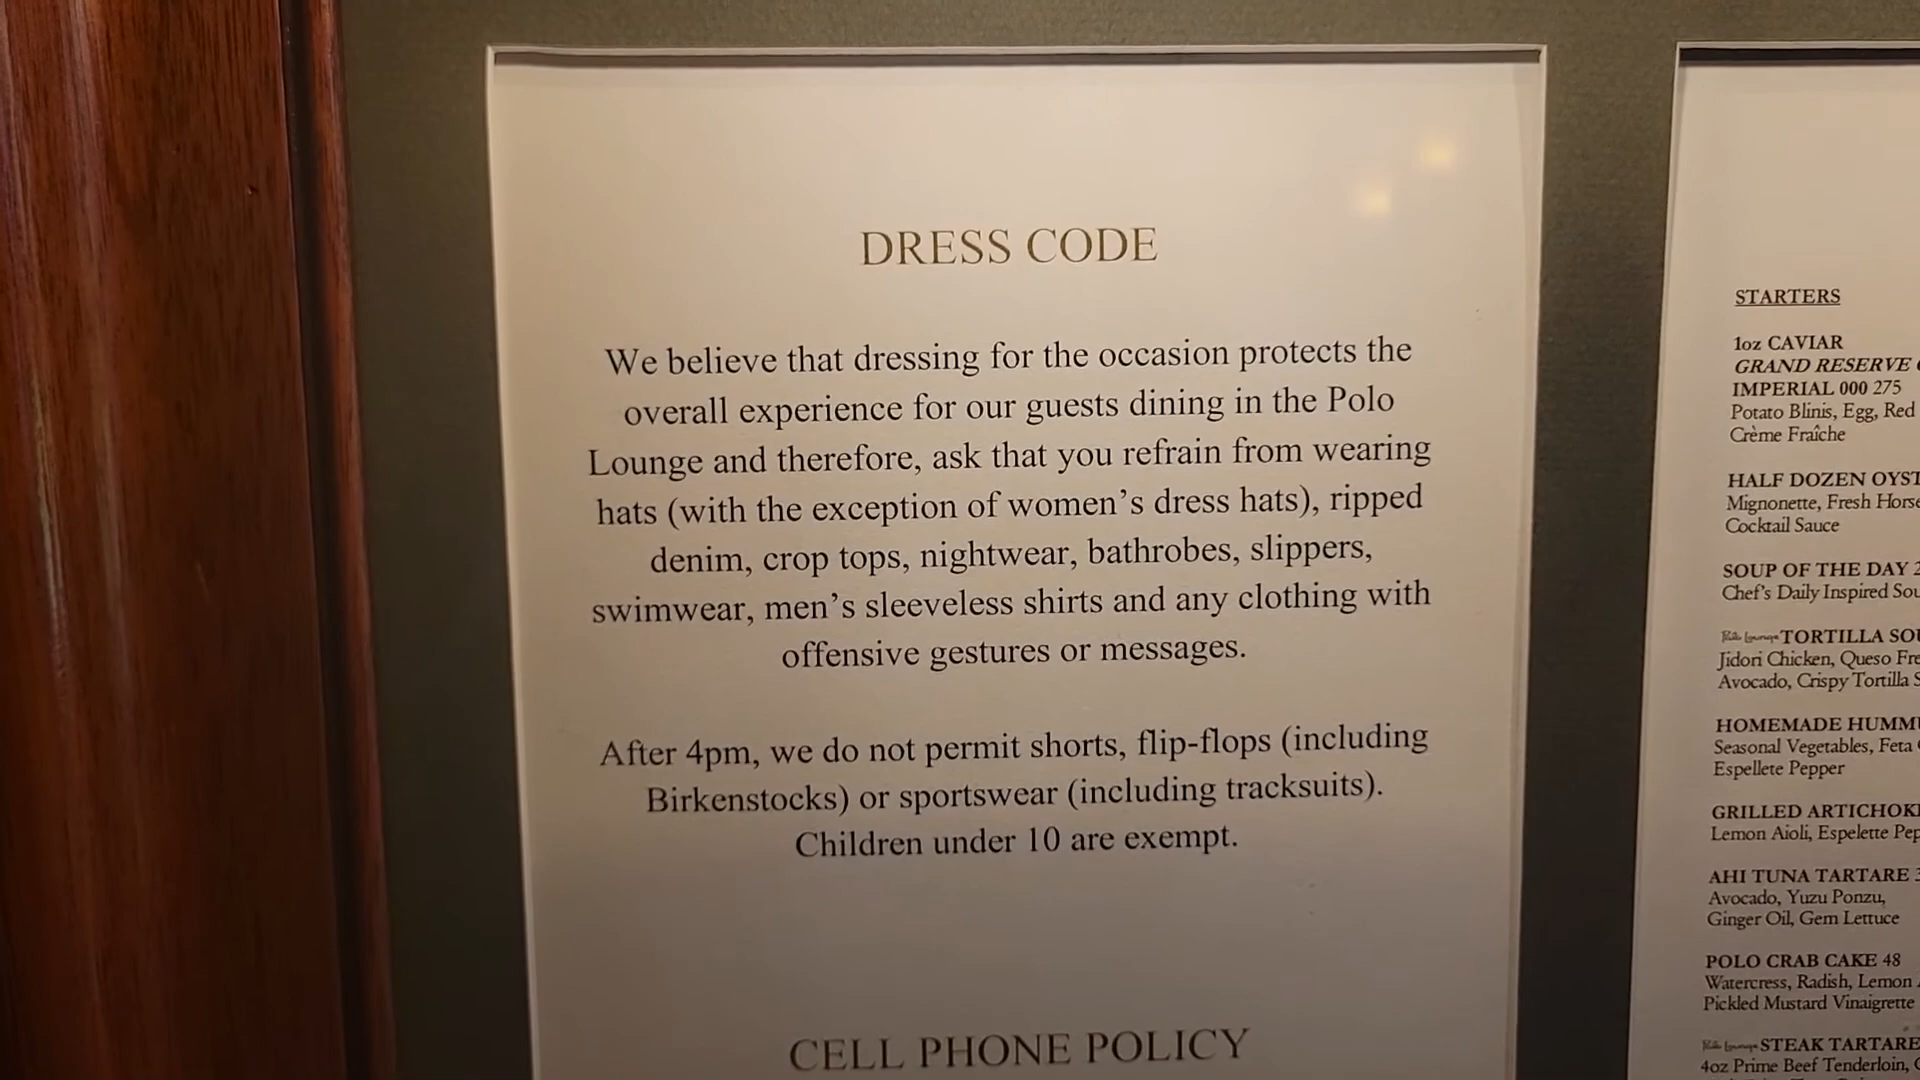 DRESS CODE
We believe that dressing for the occasion protects the
overall experience for our guests dining in the Polo
Lounge and therefore, ask that you refrain from wearing
hats (with the exception of women's dress hats), ripped
denim, crop tops, nightwear, bathrobes, slippers,
swimwear, men's sleeveless shirts and any clothing with
offensive gestures or messages.
After 4pm, we do not permit shorts, flip-flops (including
Birkenstocks) or sportswear (including tracksuits).
Children under 10 are exempt.
CELL PHONE POLICY
STARTERS
1oz CAVIAR
GRAND RESERVE
IMPERIAL 000 275
Potato Blinis, Egg, Red
Crème Fraîche
HALF DOZEN
Mignonette, Fresh
Cocktail Sauce
SOUP OF THE DAY
Chef's Daily Inspired
Polo Lounge TORTILLA
Jidori Chicken, Queso
Avocado, Crispy Tortilla
HOMEMADE
Seasonal Vegetables, Feta
Espellete Pepper
GRILLED
Lemon Aioli, Espelette
AHI TUNA TARTARE
Avocado, Yuzu Ponzu,
Ginger Oil, Gem Lettuce
POLO CRAB CAKE 48
Watercress, Radish, Lemon
Pickled Mustard Vinaigrette
Polo Lounge STEAK TARTARE
4oz Prime Beef Tenderloin,